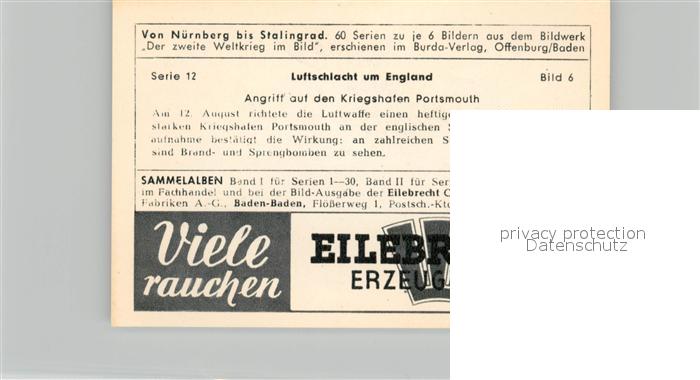 Von Nürnberg bis Stalingrad. 60 Serien zu je 6 Bildern aus dem Bildwerk
„Der zweite Weltkrieg im Bild", erschienen im Burda-Verlag, Offenburg/Baden
Serie 12 Luftschlacht um England Bild 6
Angriff auf den Kriegshafen Portsmouth
Am 12. August richtete die Luftwaffe einen heftige
starken Kriegshafen Portsmouth an der englischen S
aufnahme bestätigt die Wirkung: an zahlreichen S
sind Brand- und Sprengbomben zu sehen.
SAMMELALBEN Band I für Serien 1—30, Band II für Ser
im Fachhandel und bei der Bild-Ausgabe der Eilebrecht C
Fabriken A.-G., Baden-Baden, Flößerweg 1, Postsch.-Kto
Viele
rauchen
EILEBR
ERZEUG
privacy protection
Datenschutz